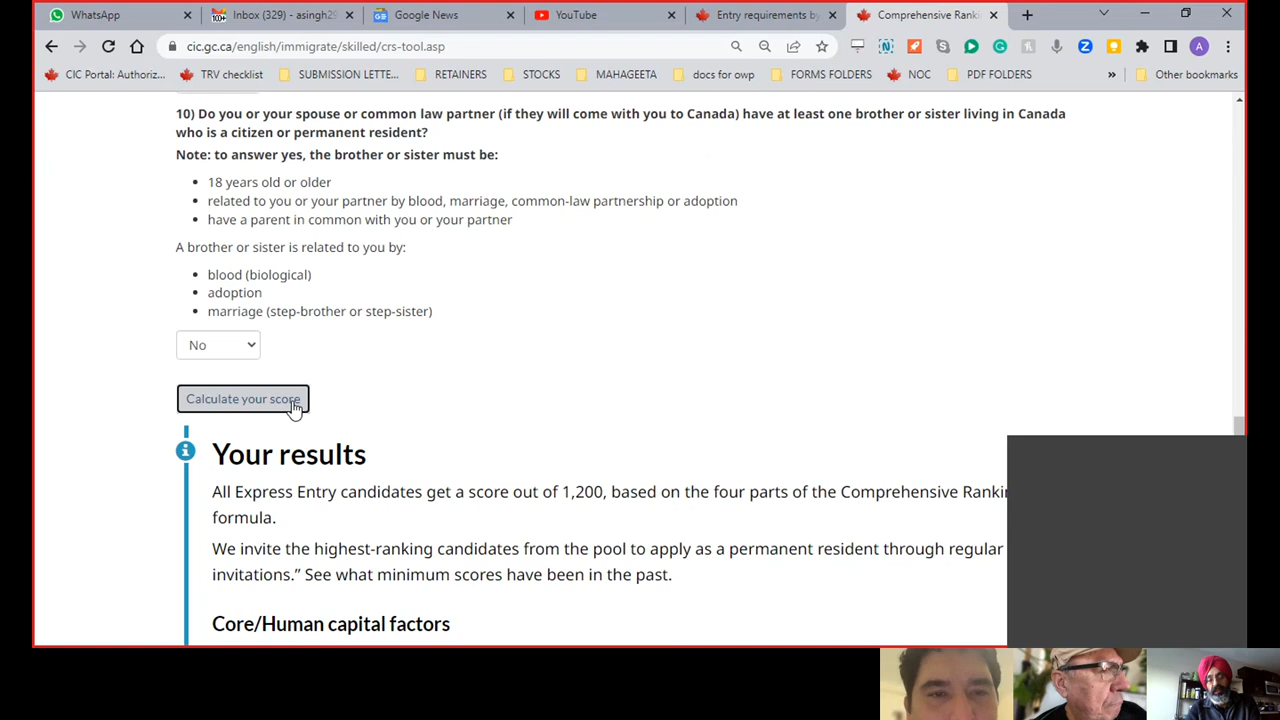 WhatsApp
Inbox (329) - asingh29
Google News
YouTube
Entry requirements by
Comprehensive Rank
cic.gc.ca/english/immigrate/skilled/crs-tool.asp
CIC Portal: Authoriz...
TRV checklist
SUBMISSION LETTE...
RETAINERS
STOCKS
MAHAGEETA
docs for owp
FORMS FOLDERS
NOC
PDF FOLDERS
Other bookmarks
10) Do you or your spouse or common law partner (if they will come with you to Canada) have at least one brother or sister living in Canada
who is a citizen or permanent resident?
Note: to answer yes, the brother or sister must be:
18 years old or older
related to you or your partner by blood, marriage, common-law partnership or adoption
have a parent in common with you or your partner
A brother or sister is related to you by:
blood (biological)
adoption
marriage (step-brother or step-sister)
No
Calculate your score
Your results
All Express Entry candidates get a score out of 1,200, based on the four parts of the Comprehensive Rankin
formula.
We invite the highest-ranking candidates from the pool to apply as a permanent resident through regular
invitations.” See what minimum scores have been in the past.
Core/Human capital factors